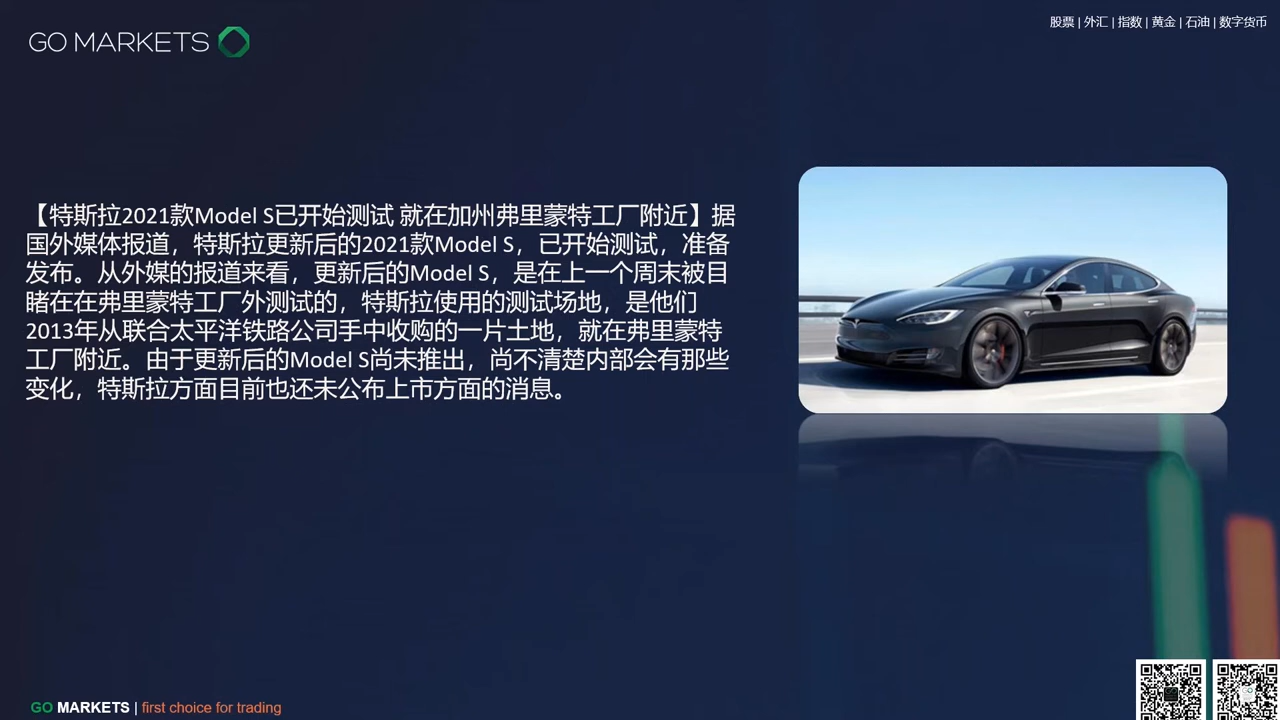 GO MARKETS
股票 | 外汇 | 指数 | 黄金 | 石油 | 数字货币
【特斯拉2021款Model S已开始测试 就在加州弗里蒙特工厂附近】据
国外媒体报道，特斯拉更新后的2021款Model S，已开始测试，准备
发布。从外媒的报道来看，更新后的Model S，是在上一个周末被目
睹在在弗里蒙特工厂外测试的，特斯拉使用的测试场地，是他们
2013年从联合太平洋铁路公司手中收购的一片土地，就在弗里蒙特
工厂附近。由于更新后的Model S尚未推出，尚不清楚内部会有那些
变化，特斯拉方面目前也还未公布上市方面的消息。
GO MARKETS | first choice for trading